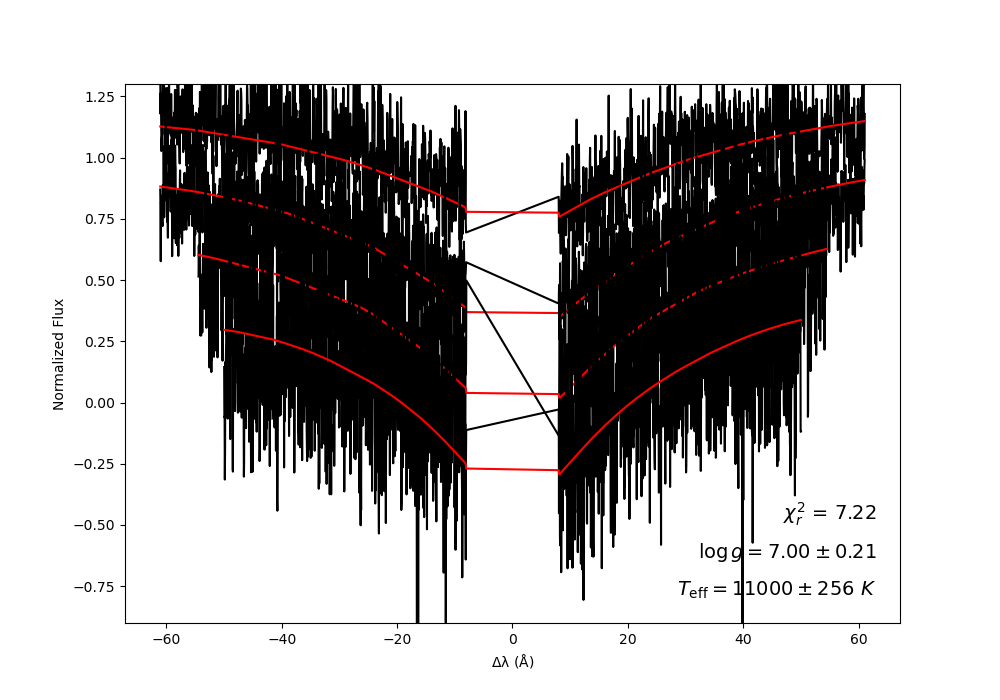 1.25
1.00
0.75
0.50
0.25
0.00
−0.25
−0.50
−0.75
Normalized Flux
χ²ᵣ = 7.22
log g = 7.00 ± 0.21
T_eff = 11000 ± 256 K
−60 −40 −20 0 20 40 60
Δλ (Å)